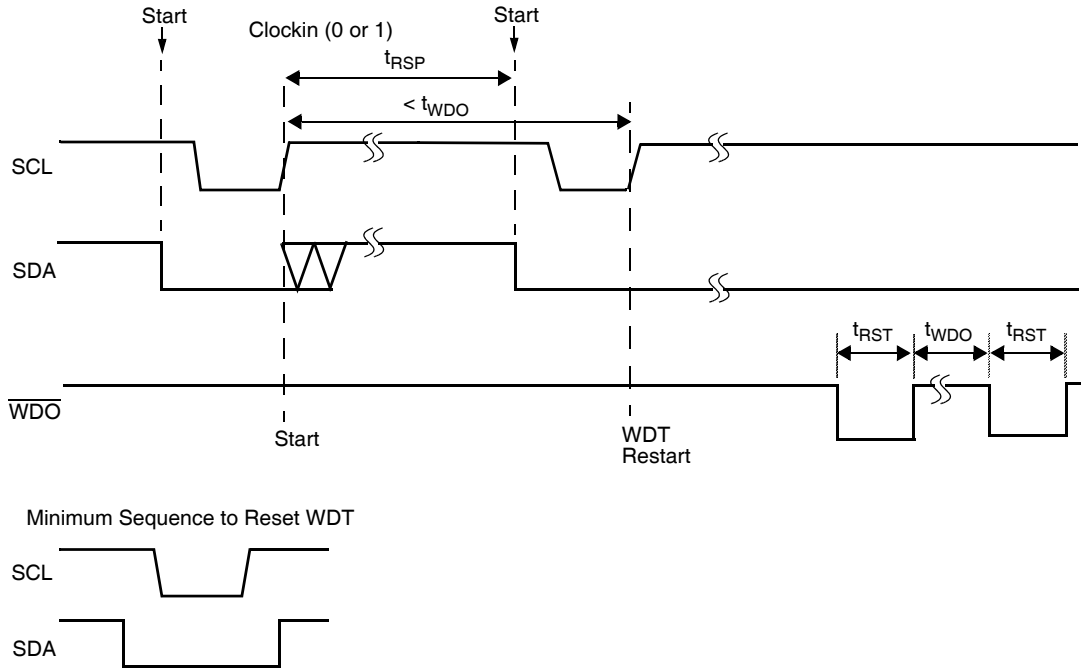 Start
Start
Clockin (0 or 1)
tRSP
< tWDO
SCL
SDA
tRST
tWDO
tRST
WDO
Start
WDT
Restart
Minimum Sequence to Reset WDT
SCL
SDA